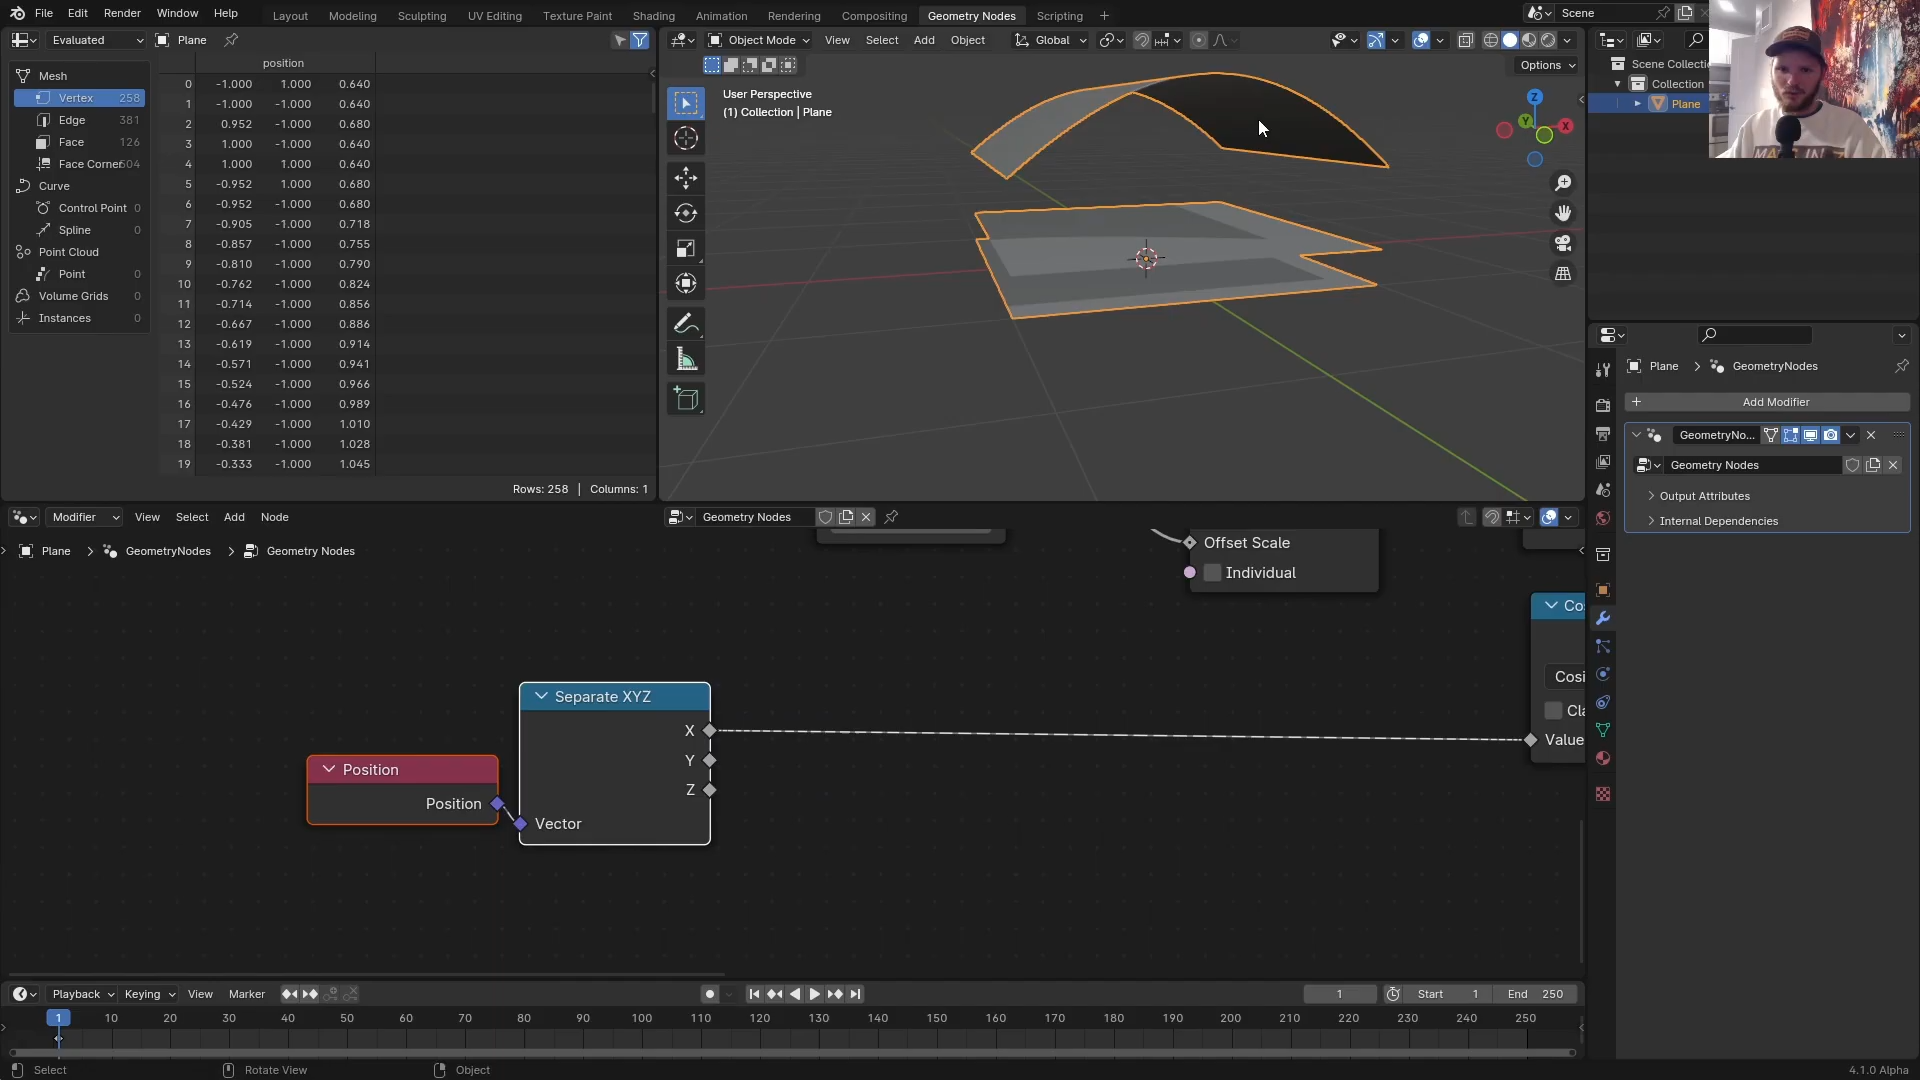 File Edit Render Window Help
Layout Modeling Sculpting UV Editing Texture Paint Shading Animation Rendering Compositing Geometry Nodes Scripting +
Scene
Evaluated Plane
Object Mode View Select Add Object Global
Options
position
Mesh
Vertex 258
Edge 381
Face 126
Face Corner 504
Curve
Control Point 0
Spline 0
Point Cloud
Point 0
Volume Grids 0
Instances 0
0 -1.000 1.000 0.640
1 -1.000 -1.000 0.640
2 0.952 -1.000 0.680
3 1.000 -1.000 0.640
4 1.000 1.000 0.640
5 -0.952 1.000 0.680
6 -0.952 -1.000 0.680
7 -0.905 -1.000 0.718
8 -0.857 -1.000 0.755
9 -0.810 -1.000 0.790
10 -0.762 -1.000 0.824
11 -0.714 -1.000 0.856
12 -0.667 -1.000 0.886
13 -0.619 -1.000 0.914
14 -0.571 -1.000 0.941
15 -0.524 -1.000 0.966
16 -0.476 -1.000 0.989
17 -0.429 -1.000 1.010
18 -0.381 -1.000 1.028
19 -0.333 -1.000 1.045
Rows: 258 | Columns: 1
User Perspective
(1) Collection | Plane
Z
Y
X
Scene Collectio
Collection
Plane
Plane > GeometryNodes
Add Modifier
GeometryNo...
Geometry Nodes
Output Attributes
Internal Dependencies
Modifier View Select Add Node Geometry Nodes
Plane > GeometryNodes > Geometry Nodes
Offset Scale
Individual
Separate XYZ
X
Y
Z
Vector
Position
Position
Co
Cosi
Cla
Value
Playback Keying View Marker
1 Start 1 End 250
1 10 20 30 40 50 60 70 80 90 100 110 120 130 140 150 160 170 180 190 200 210 220 230 240 250
Select Rotate View Object 4.1.0 Alpha